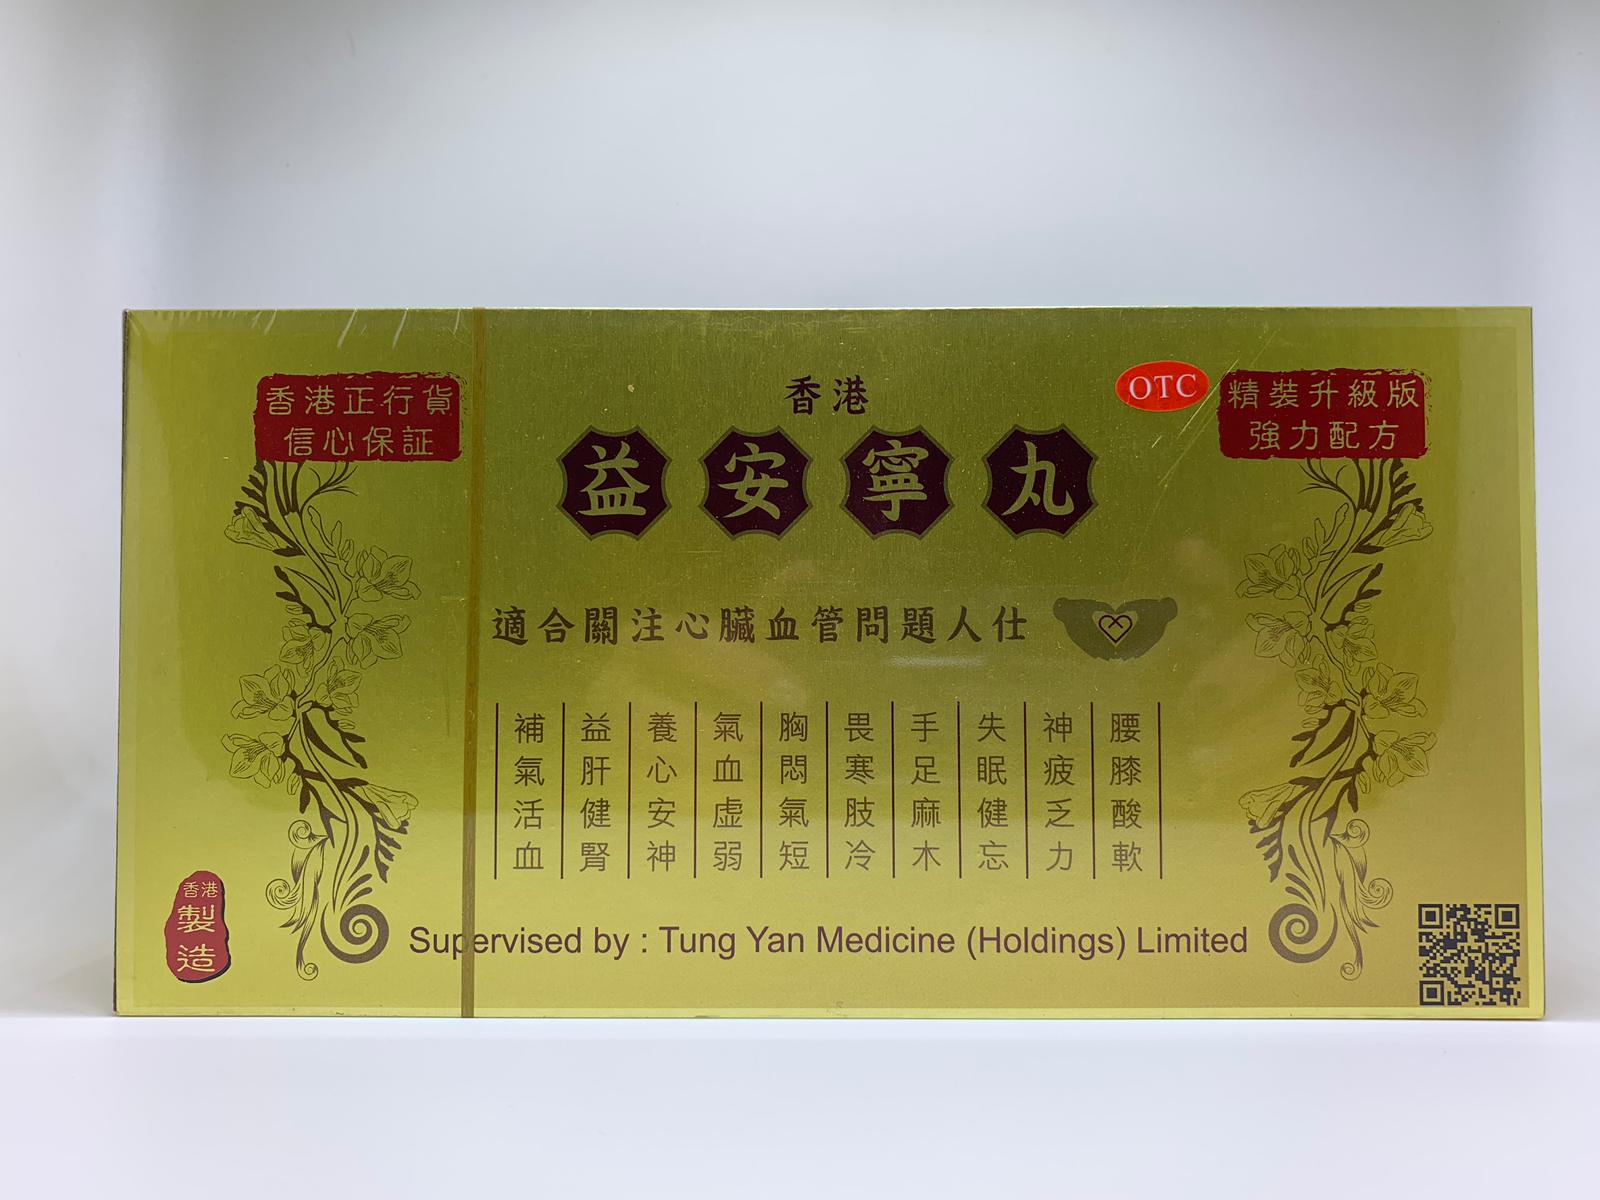 香港正行貨
信心保証
香港
OTC
精裝升級版
強力配方
益安寧丸
適合關注心臟血管問題人仕
補氣活血
益肝健腎
養心安神
氣血虛弱
胸悶氣短
畏寒肢冷
手足麻木
失眠健忘
神疲乏力
腰膝酸軟
香港
製造
Supervised by : Tung Yan Medicine (Holdings) Limited